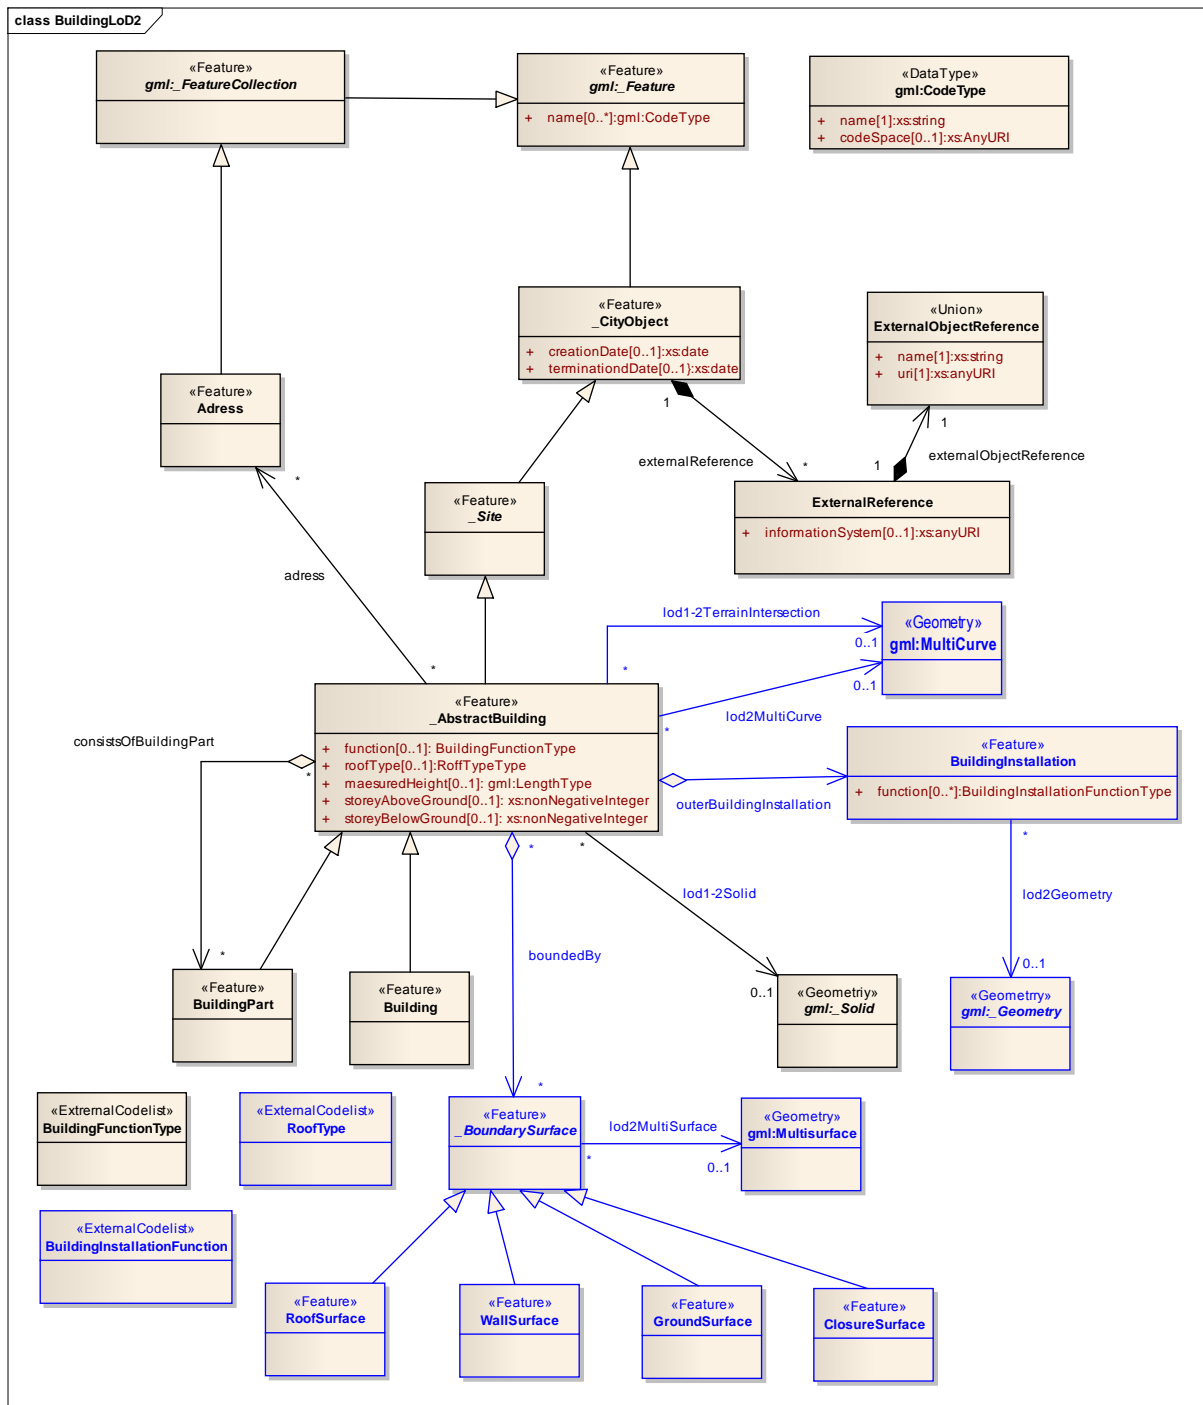 class BuildingLoD2
«Feature»
gml:_FeatureCollection
«Feature»
gml:_Feature
+ name[0..*]:gml:CodeType
«DataType»
gml:CodeType
+ name[1]:xs:string
+ codeSpace[0..1]:xs:AnyURI
«Feature»
_CityObject
+ creationDate[0..1]:xs:date
+ terminationdDate[0..1}:xs:date
«Union»
ExternalObjectReference
+ name[1]:xs:string
+ uri[1]:xs:anyURI
«Feature»
Adress
1
1
externalReference
*
1
externalObjectReference
*
ExternalReference
+ informationSystem[0..1]:xs:anyURI
«Feature»
_Site
adress
*
lod1-2TerrainIntersection
*
0..1
«Geometry»
gml:MultiCurve
0..1
lod2MultiCurve
*
«Feature»
_AbstractBuilding
+ function[0..1]: BuildingFunctionType
+ roofType[0..1]:RoffTypeType
+ maesuredHeight[0..1]: gml:LengthType
+ storeyAboveGround[0..1]: xs:nonNegativeInteger
+ storeyBelowGround[0..1]: xs:nonNegativeInteger
consistsOfBuildingPart
*
«Feature»
BuildingInstallation
+ function[0..*]:BuildingInstallationFunctionType
outerBuildingInstallation
*
*
*
lod1-2Solid
lod2Geometry
boundedBy
*
0..1
0..1
«Feature»
BuildingPart
«Feature»
Building
«Geometriy»
gml:_Solid
«Geometrry»
gml:_Geometry
*
«ExtrernalCodelist»
BuildingFunctionType
«ExternalCodelist»
RoofType
«Feature»
_BoundarySurface
lod2MultiSurface
*
0..1
«Geometry»
gml:Multisurface
«ExternalCodelist»
BuildingInstallationFunction
«Feature»
RoofSurface
«Feature»
WallSurface
«Feature»
GroundSurface
«Feature»
ClosureSurface